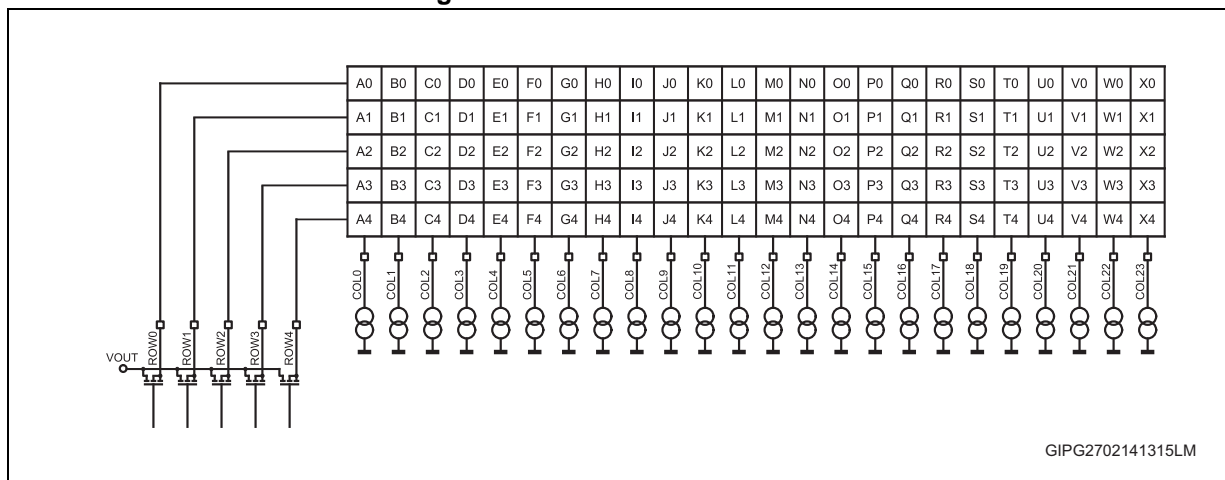 A0 B0 C0 D0 E0 F0 G0 H0 I0 J0 K0 L0 M0 N0 O0 P0 Q0 R0 S0 T0 U0 V0 W0 X0
A1 B1 C1 D1 E1 F1 G1 H1 I1 J1 K1 L1 M1 N1 O1 P1 Q1 R1 S1 T1 U1 V1 W1 X1
A2 B2 C2 D2 E2 F2 G2 H2 I2 J2 K2 L2 M2 N2 O2 P2 Q2 R2 S2 T2 U2 V2 W2 X2
A3 B3 C3 D3 E3 F3 G3 H3 I3 J3 K3 L3 M3 N3 O3 P3 Q3 R3 S3 T3 U3 V3 W3 X3
A4 B4 C4 D4 E4 F4 G4 H4 I4 J4 K4 L4 M4 N4 O4 P4 Q4 R4 S4 T4 U4 V4 W4 X4
COL0 COL1 COL2 COL3 COL4 COL5 COL6 COL7 COL8 COL9 COL10 COL11 COL12 COL13 COL14 COL15 COL16 COL17 COL18 COL19 COL20 COL21 COL22 COL23
VOUT ROW0 ROW1 ROW2 ROW3 ROW4
GIPG2702141315LM